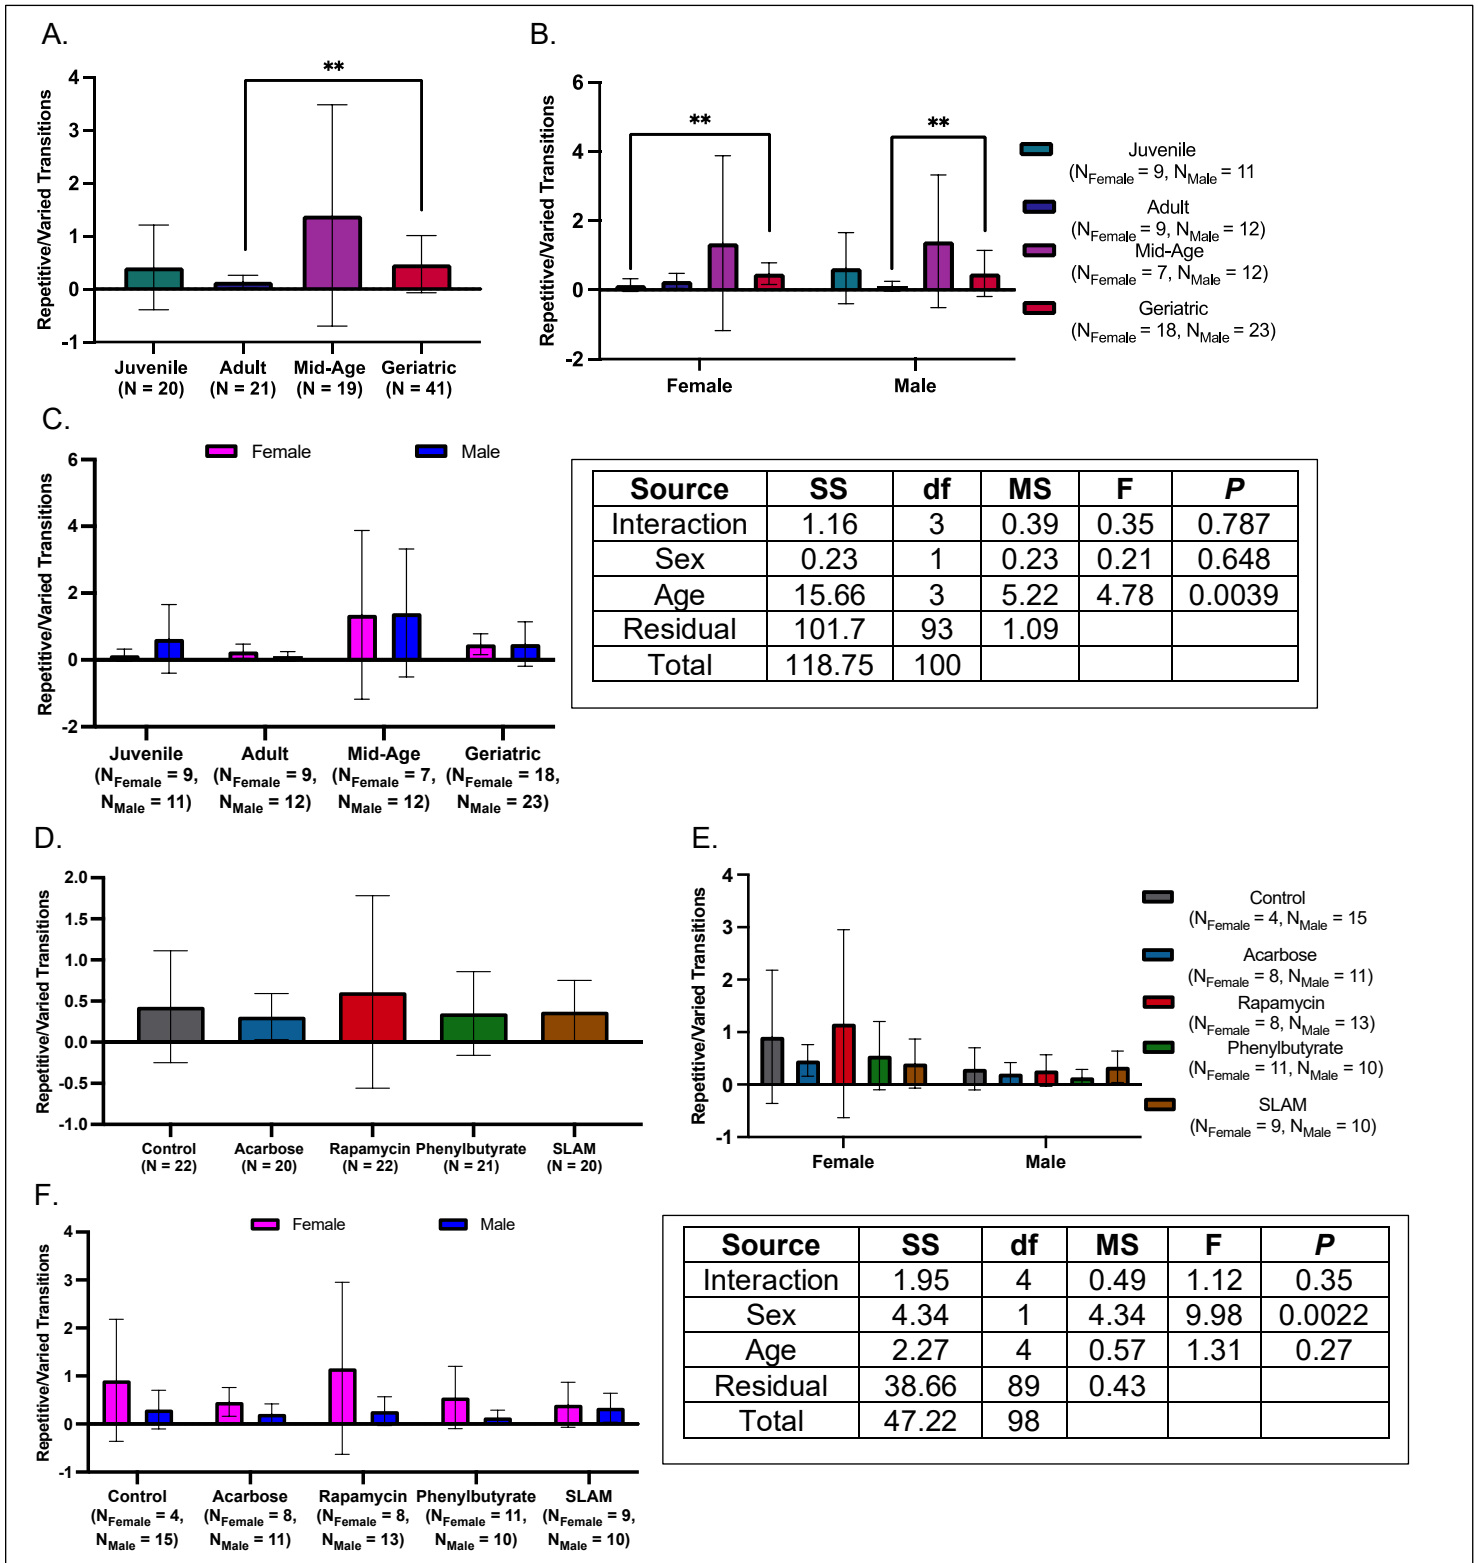 A.
**
Repetitive/Varied Transitions
4
3
2
1
0
-1
Juvenile Adult Mid-Age Geriatric
(N = 20) (N = 21) (N = 19) (N = 41)
B.
** **
Repetitive/Varied Transitions
6
4
2
0
-2
Female Male
Juvenile
(NFemale = 9, NMale = 11
Adult
(NFemale = 9, NMale = 12)
Mid-Age
(NFemale = 7, NMale = 12)
Geriatric
(NFemale = 18, NMale = 23)
C.
Female Male
Repetitive/Varied Transitions
6
4
2
0
-2
Juvenile Adult Mid-Age Geriatric
(NFemale = 9, (NFemale = 9, (NFemale = 7, (NFemale = 18,
NMale = 11) NMale = 12) NMale = 12) NMale = 23)
Source SS df MS F P
Interaction 1.16 3 0.39 0.35 0.787
Sex 0.23 1 0.23 0.21 0.648
Age 15.66 3 5.22 4.78 0.0039
Residual 101.7 93 1.09
Total 118.75 100
D.
Repetitive/Varied Transitions
2.0
1.5
1.0
0.5
0.0
-0.5
-1.0
Control Acarbose Rapamycin Phenylbutyrate SLAM
(N = 22) (N = 20) (N = 22) (N = 21) (N = 20)
E.
Repetitive/Varied Transitions
4
3
2
1
0
-1
Female Male
Control
(NFemale = 4, NMale = 15
Acarbose
(NFemale = 8, NMale = 11)
Rapamycin
(NFemale = 8, NMale = 13)
Phenylbutyrate
(NFemale = 11, NMale = 10)
SLAM
(NFemale = 9, NMale = 10)
F.
Female Male
Repetitive/Varied Transitions
4
3
2
1
0
-1
Control Acarbose Rapamycin Phenylbutyrate SLAM
(NFemale = 4, (NFemale = 8, (NFemale = 8, (NFemale = 11, (NFemale = 9,
NMale = 15) NMale = 11) NMale = 13) NMale = 10) NMale = 10)
Source SS df MS F P
Interaction 1.95 4 0.49 1.12 0.35
Sex 4.34 1 4.34 9.98 0.0022
Age 2.27 4 0.57 1.31 0.27
Residual 38.66 89 0.43
Total 47.22 98